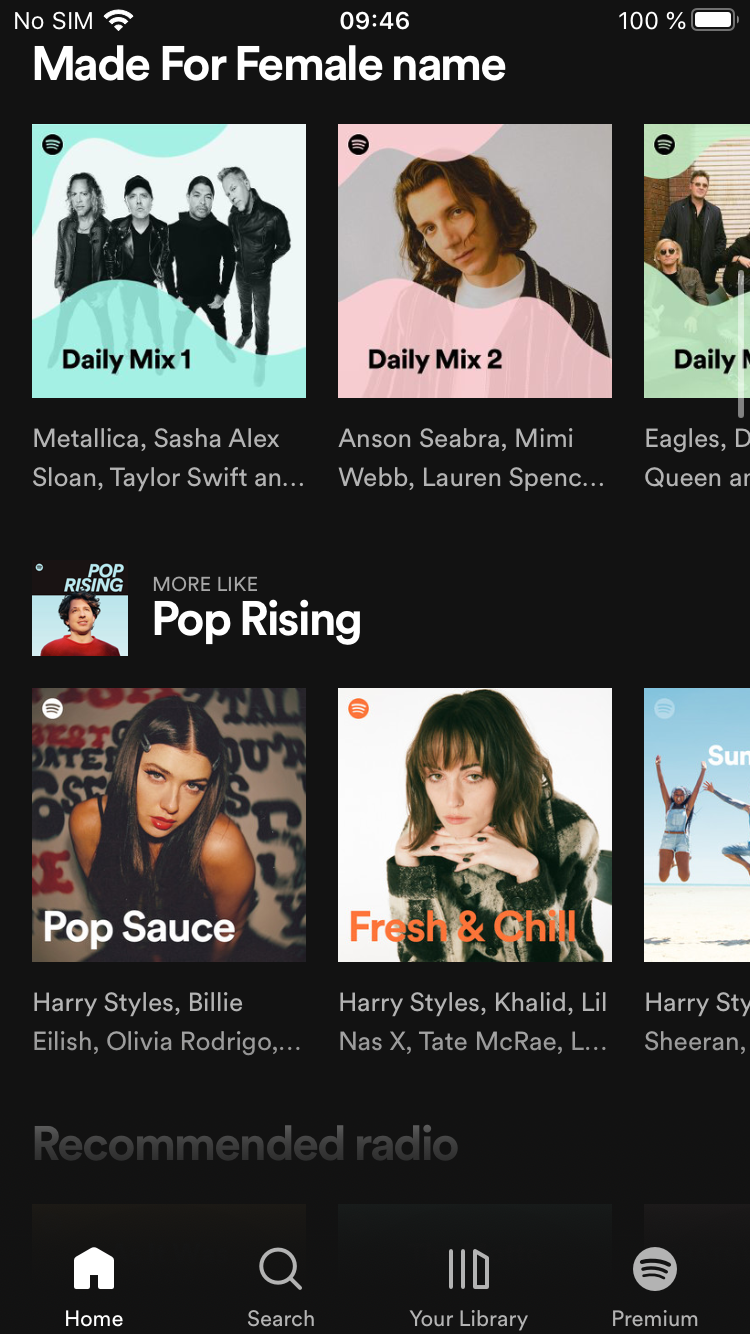 No SIM 09:46 100 %
Made For Female name
Daily Mix 1
Daily Mix 2
Daily
Metallica, Sasha Alex
Sloan, Taylor Swift an...
Anson Seabra, Mimi
Webb, Lauren Spenc...
Eagles, D
Queen an
POP
RISING
MORE LIKE
Pop Rising
Pop Sauce
Fresh & Chill
Sun
Harry Styles, Billie
Eilish, Olivia Rodrigo,...
Harry Styles, Khalid, Lil
Nas X, Tate McRae, L...
Harry Sty
Sheeran,
Recommended radio
Home
Search
Your Library
Premium